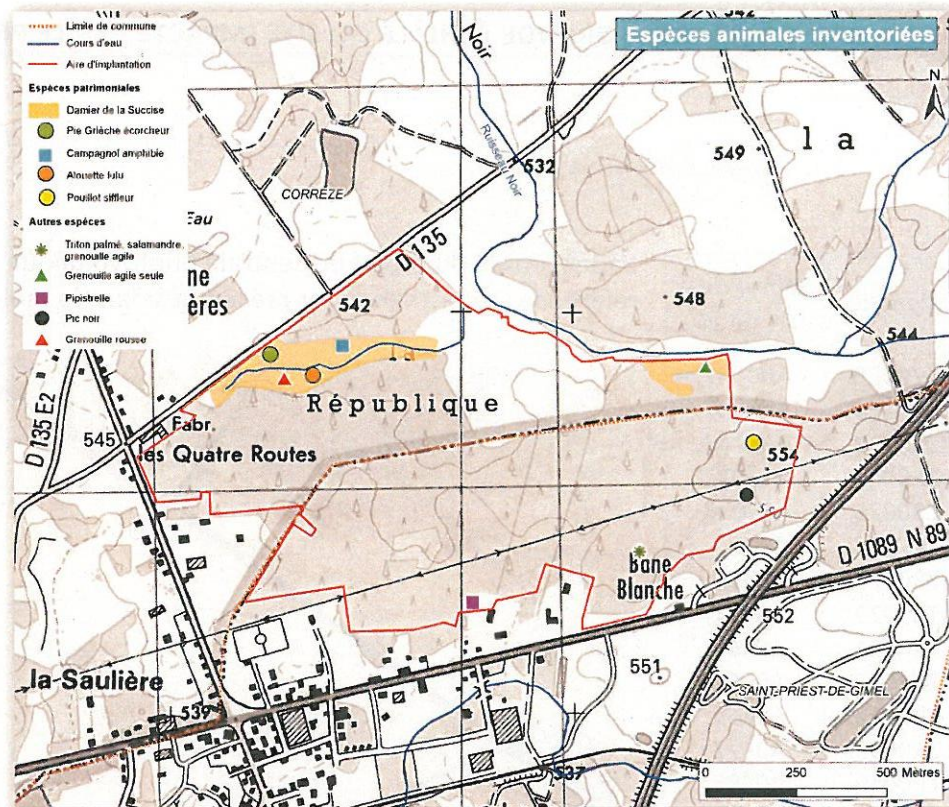 Limite de commune
Cours d'eau
Aire d'implantation
Espèces patrimoniales
Damier de la Succise
Pie Grièche écorcheur
Campagnol amphibie
Alouette lulu
Pouillot siffleur
Autres espèces
Triton palmé, salamandre,
grenouille agile
Grenouille agile seule
Pipistrelle
Pic noir
Grenouille rousse
Espèces animales inventoriées
N
542
Noir
Ruisseau Noir
532
549
la
CORRÈZE
Eau
ne
ères
D 135
542
548
544
République
D 135 E2
545
Fabr.
les Quatre Routes
554
D 1089 N 89
Bane
Blanche
552
551
la-Saulière
539
SAINT-PRIEST-DE-GIMEL
537
0 250 500 Mètres